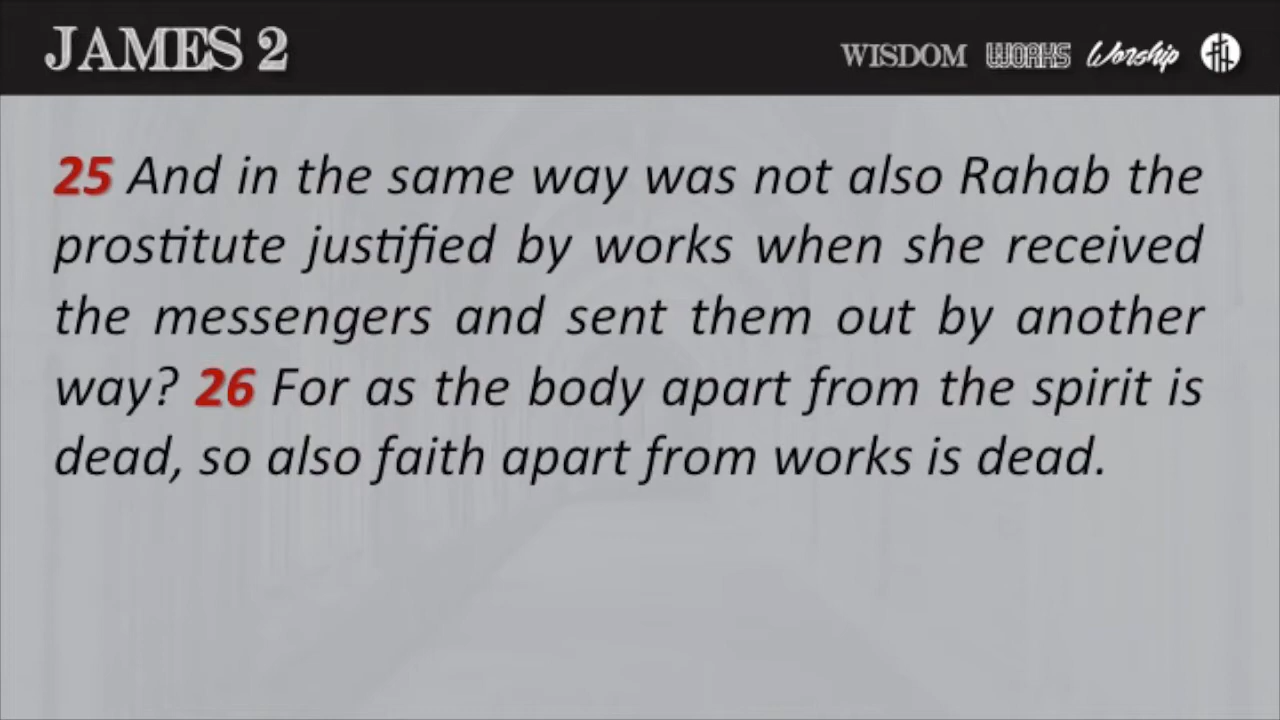 JAMES 2
WISDOM WORKS Worship
25 And in the same way was not also Rahab the
prostitute justified by works when she received
the messengers and sent them out by another
way? 26 For as the body apart from the spirit is
dead, so also faith apart from works is dead.